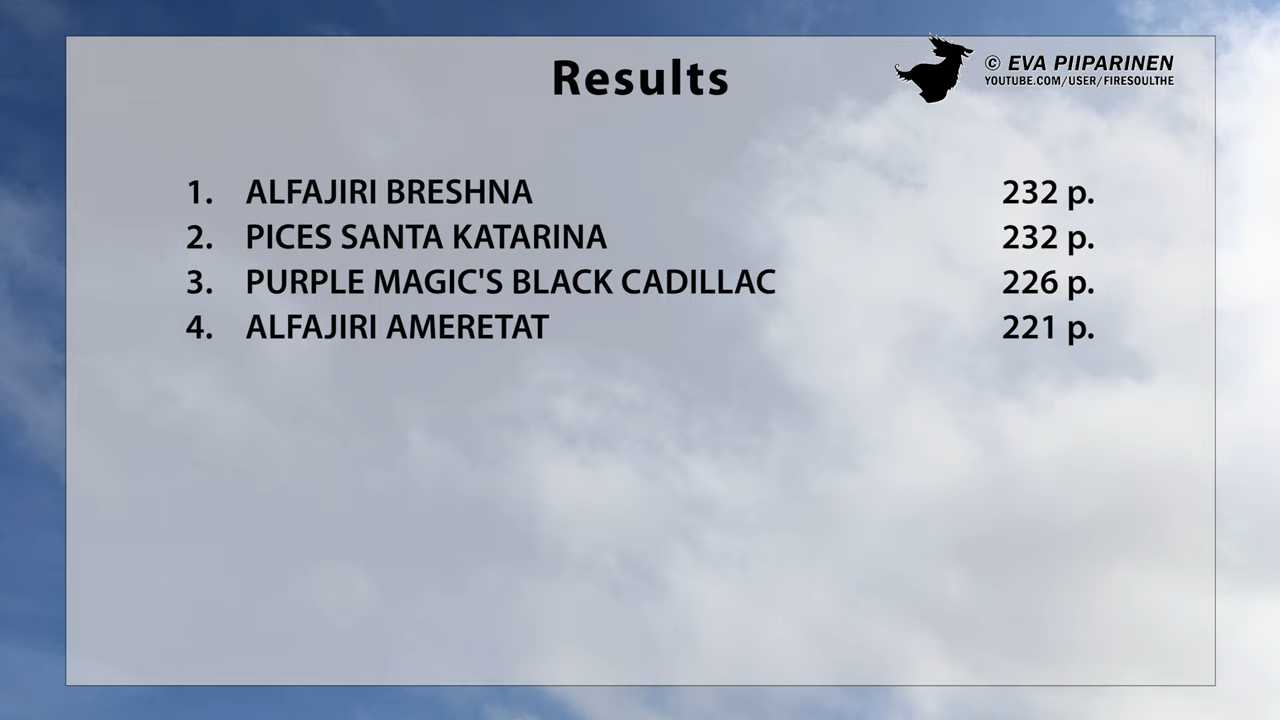 Results
© EVA PIIPARINEN
YOUTUBE.COM/USER/FIRESOULTHE
1. ALFAJIRI BRESHNA 232 p.
2. PICES SANTA KATARINA 232 p.
3. PURPLE MAGIC'S BLACK CADILLAC 226 p.
4. ALFAJIRI AMERETAT 221 p.